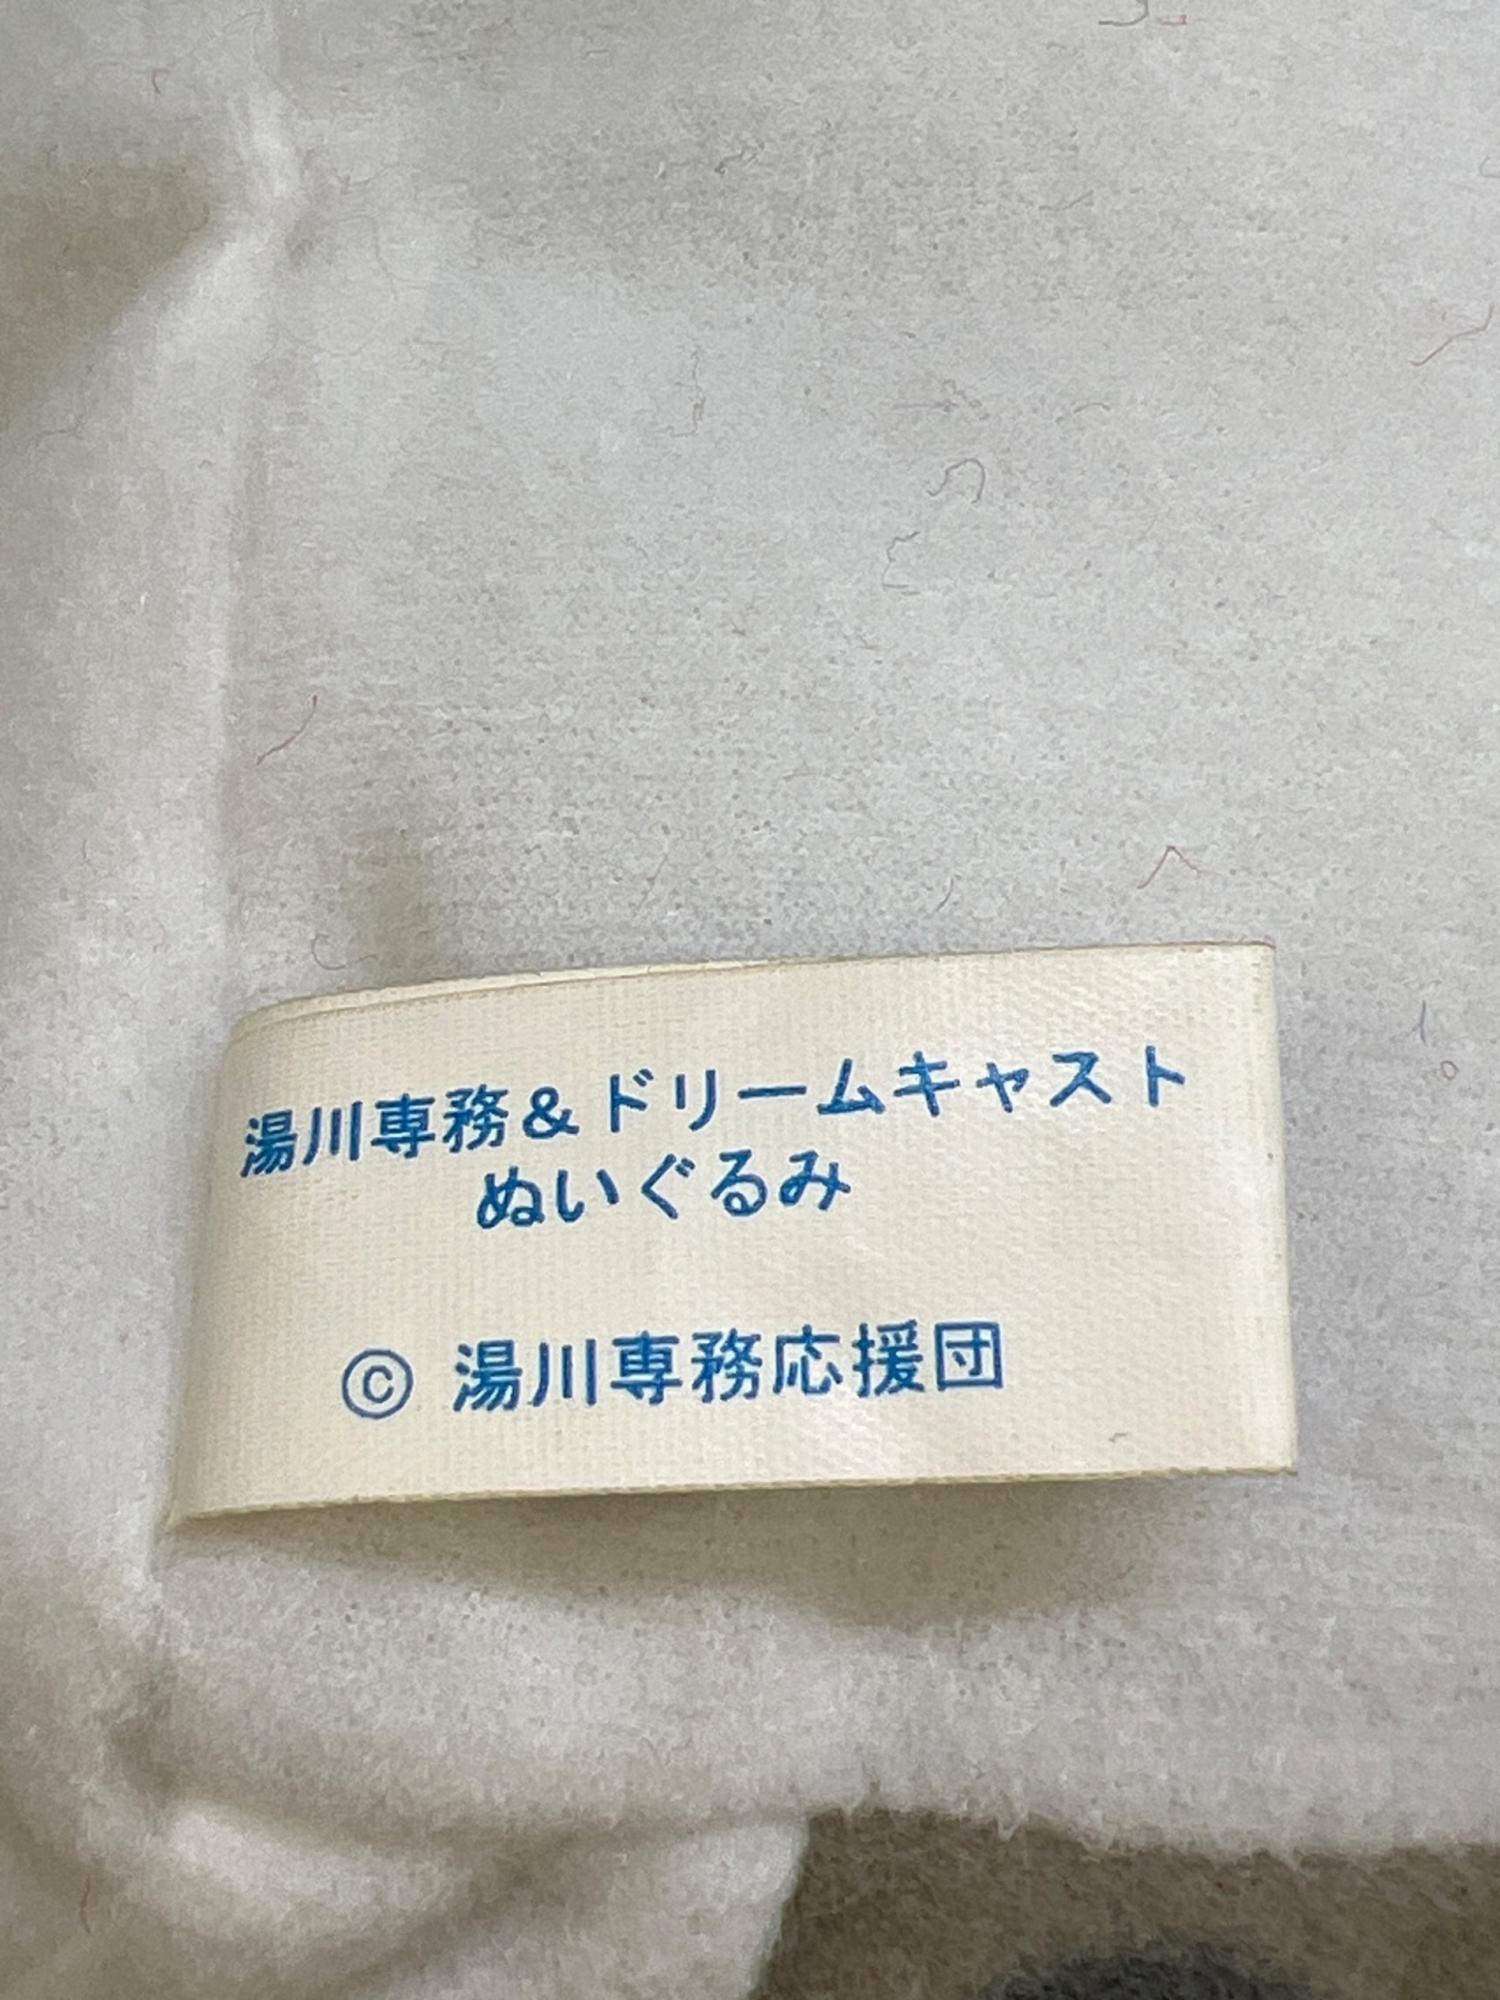 湯川専務&ドリームキャスト
ぬいぐるみ
© 湯川専務応援団